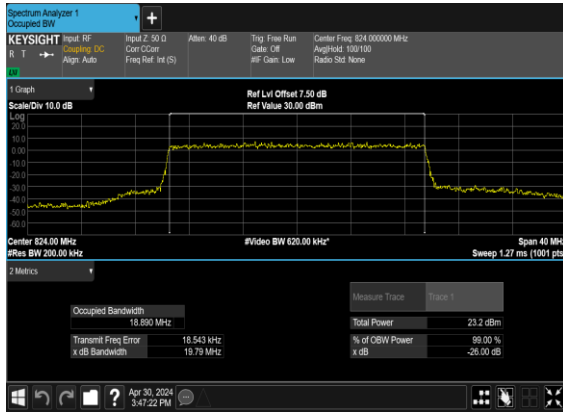 Spectrum Analyzer 1
Occupied BW
+
KEYSIGHT Input: RF Input Z: 50 Ω Atten: 40 dB Trig: Free Run Center Freq: 824.000000 MHz
R T Coupling: DC Corr CCorr Gate: Off Avg|Hold: 100/100
Align: Auto Freq Ref: Int (S) #IF Gain: Low Radio Std: None
LXI
1 Graph Ref Lvl Offset 7.50 dB
Scale/Div 10.0 dB Ref Value 30.00 dBm
Log
20.0
10.0
0.00
-10.0
-20.0
-30.0
-40.0
-50.0
-60.0
Center 824.00 MHz #Video BW 620.00 kHz* Span 40 MHz
#Res BW 200.00 kHz Sweep 1.27 ms (1001 pts
2 Metrics
Measure Trace Trace 1
Occupied Bandwidth
18.890 MHz Total Power 23.2 dBm
Transmit Freq Error 18.543 kHz % of OBW Power 99.00 %
x dB Bandwidth 19.79 MHz x dB -26.00 dB
? Apr 30, 2024
3:47:22 PM